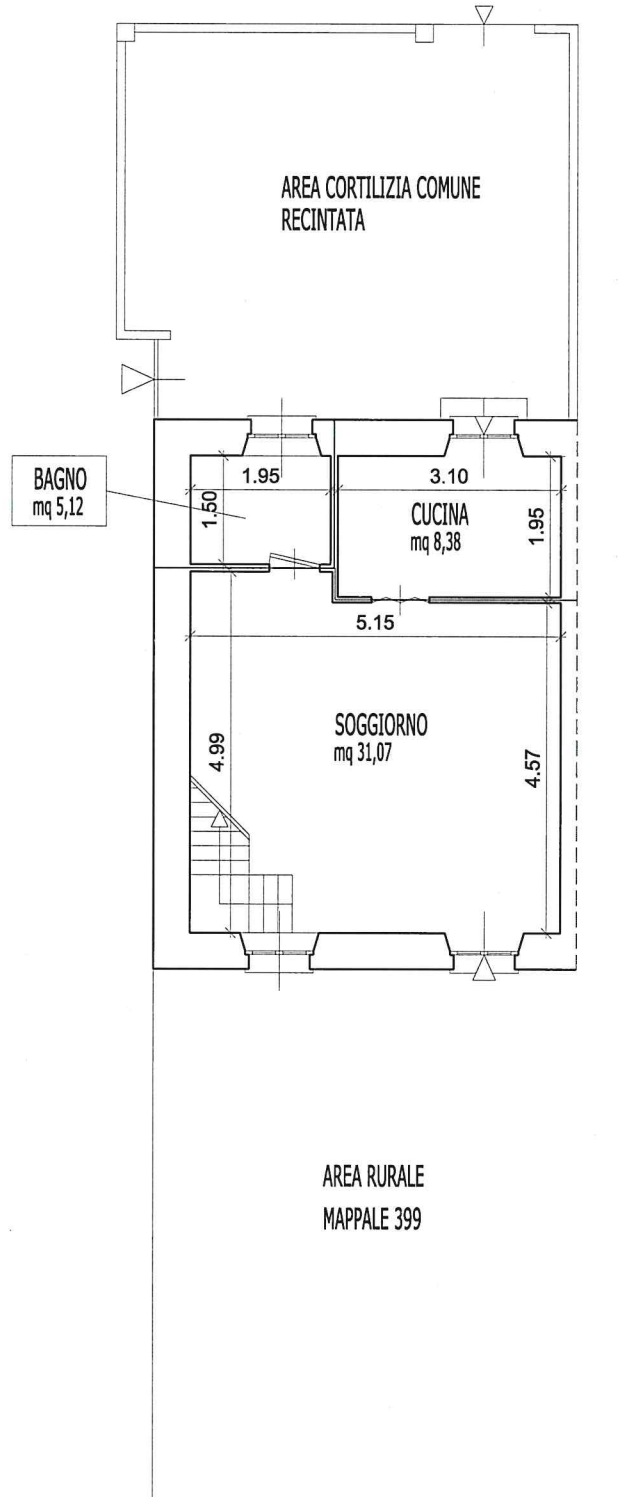 AREA CORTILIZIA COMUNE
RECINTATA
BAGNO
mq 5,12
1.95
1.50
3.10
CUCINA
mq 8,38
1.95
5.15
SOGGIORNO
mq 31,07
4.99
4.57
AREA RURALE
MAPPALE 399